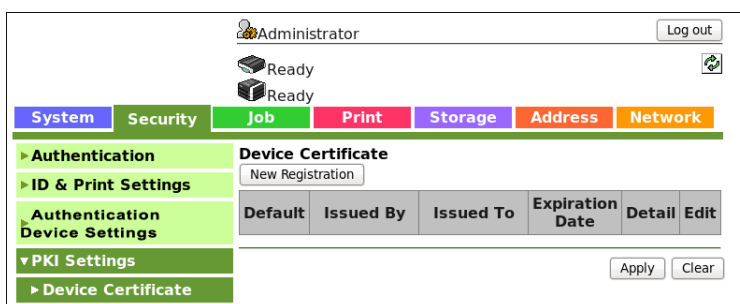 Administrator
Log out
Ready
Ready
System Security Job Print Storage Address Network
Authentication
ID & Print Settings
Authentication
Device Settings
PKI Settings
Device Certificate
Device Certificate
New Registration
Default Issued By Issued To Expiration Date Detail Edit
Apply Clear